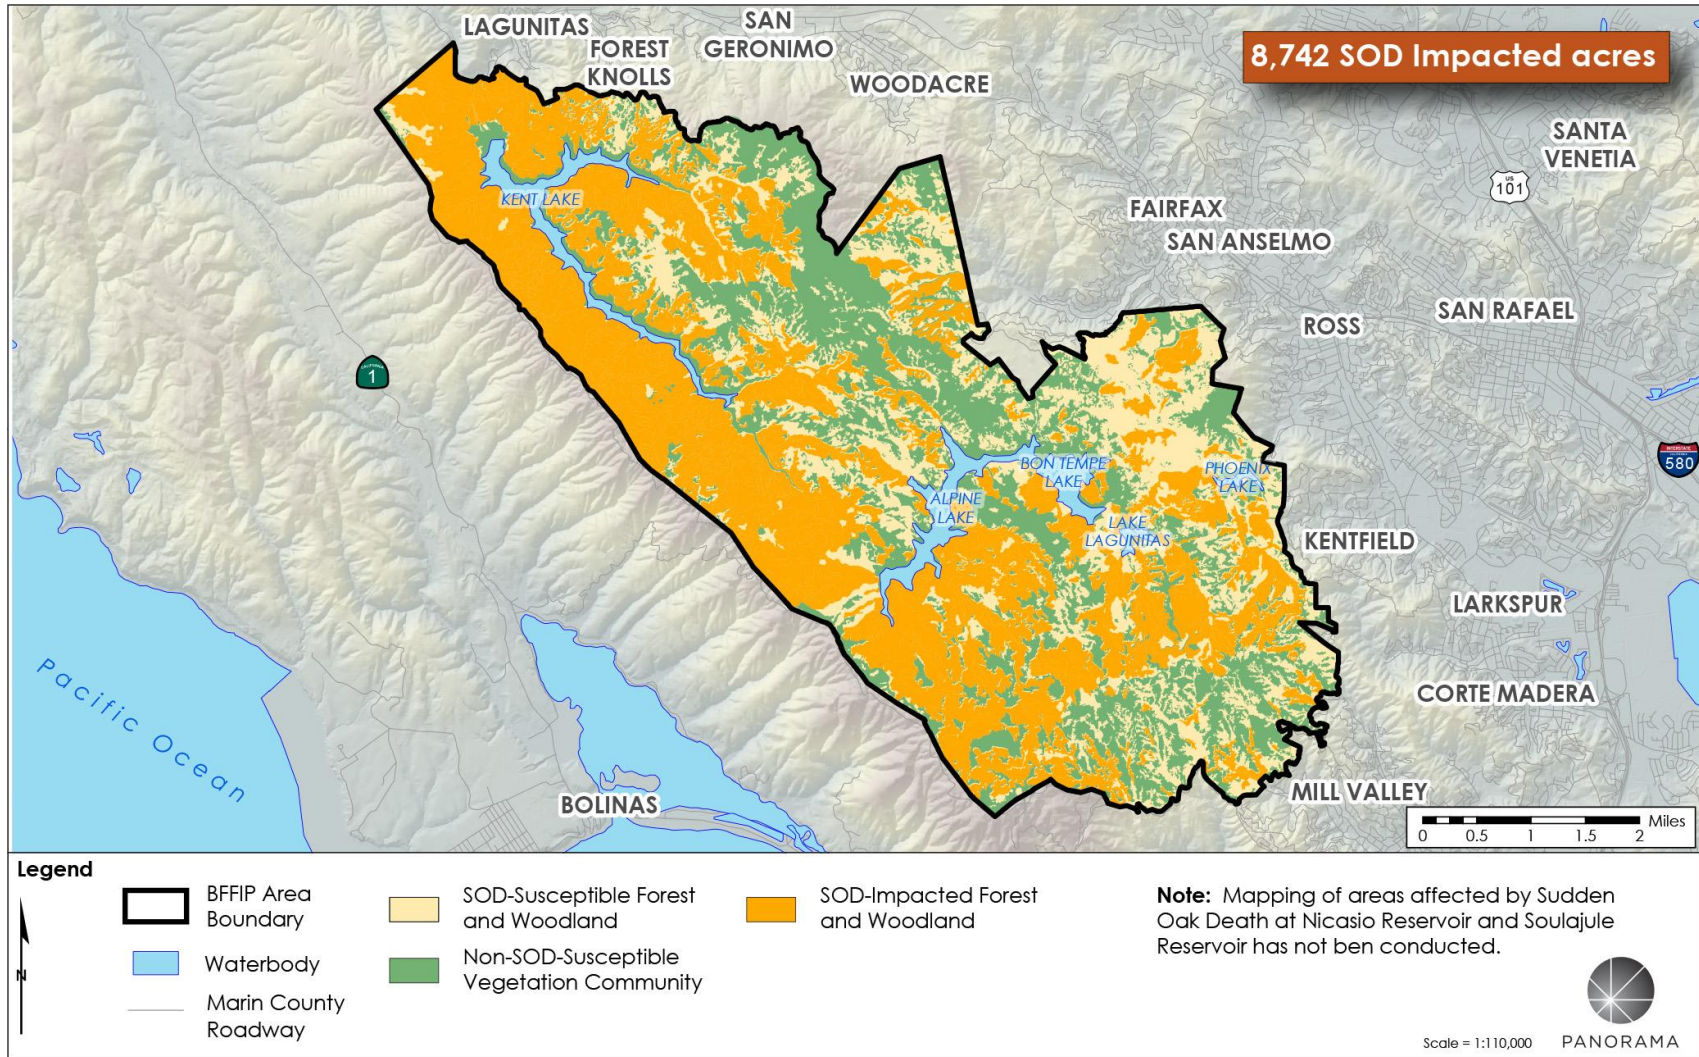 LAGUNITAS
SAN
GERONIMO
FOREST
KNOLLS
WOODACRE
8,742 SOD Impacted acres
SANTA
VENETIA
US
101
KENT LAKE
FAIRFAX
SAN ANSELMO
ROSS
SAN RAFAEL
CALIFORNIA
1
INTERSTATE
CALIFORNIA
580
BON TEMPE
LAKE
PHOENIX
LAKE
ALPINE
LAKE
LAKE
LAGUNITAS
KENTFIELD
LARKSPUR
CORTE MADERA
Pacific Ocean
BOLINAS
MILL VALLEY
Miles
0 0.5 1 1.5 2
Legend
N
BFFIP Area
Boundary
Waterbody
Marin County
Roadway
SOD-Susceptible Forest
and Woodland
Non-SOD-Susceptible
Vegetation Community
SOD-Impacted Forest
and Woodland
Note: Mapping of areas affected by Sudden
Oak Death at Nicasio Reservoir and Soulajule
Reservoir has not ben conducted.
Scale = 1:110,000
PANORAMA